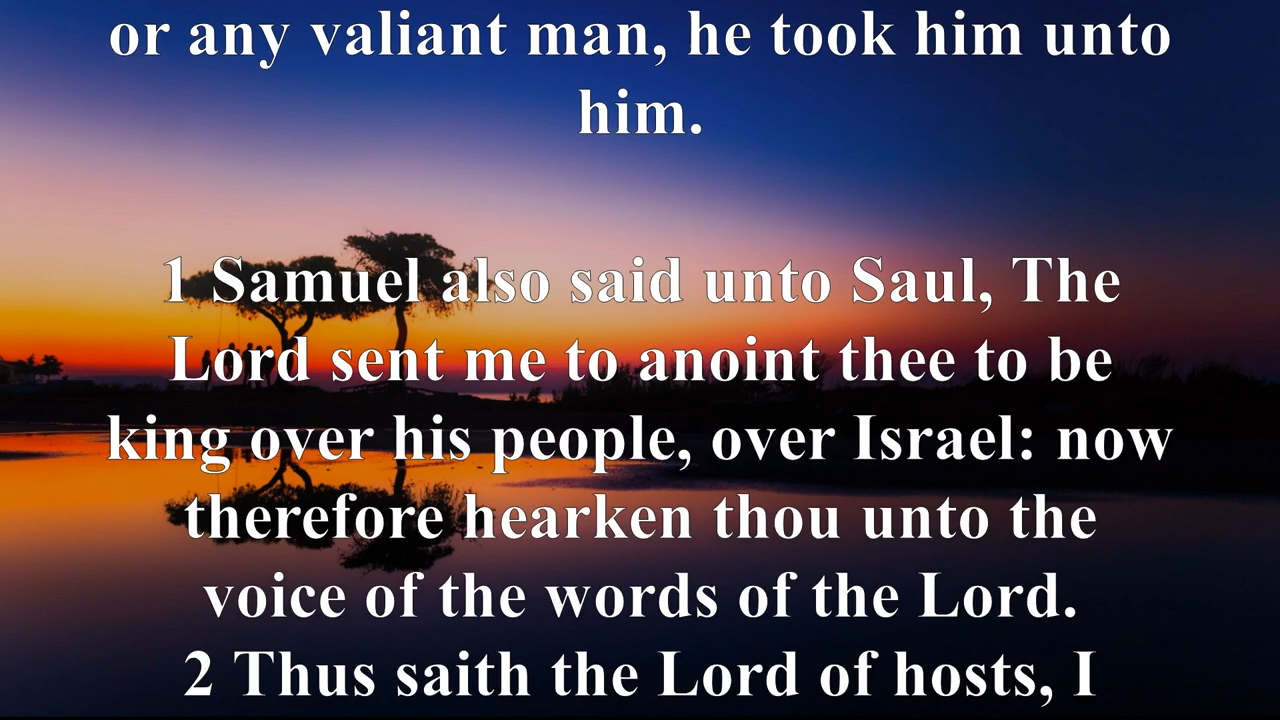 or any valiant man, he took him unto
him.
1 Samuel also said unto Saul, The
Lord sent me to anoint thee to be
king over his people, over Israel: now
therefore hearken thou unto the
voice of the words of the Lord.
2 Thus saith the Lord of hosts, I